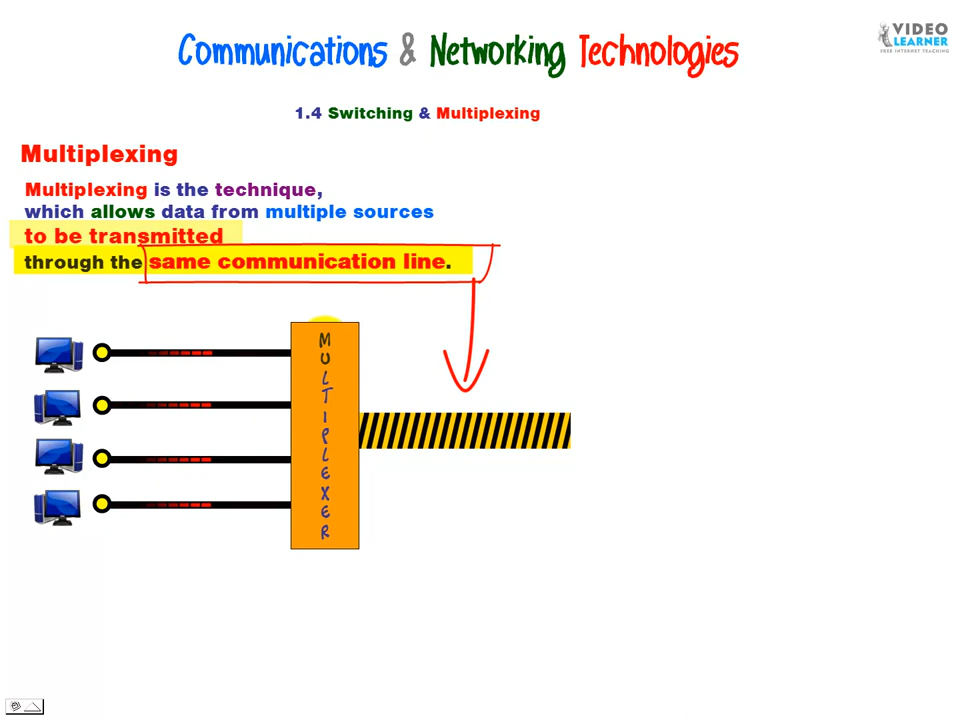 Communications & Networking Technologies
VIDEO
LEARNER
FREE INTERNET TEACHING
1.4 Switching & Multiplexing
Multiplexing
Multiplexing is the technique,
which allows data from multiple sources
to be transmitted
through the same communication line.
MULTIPLEXER